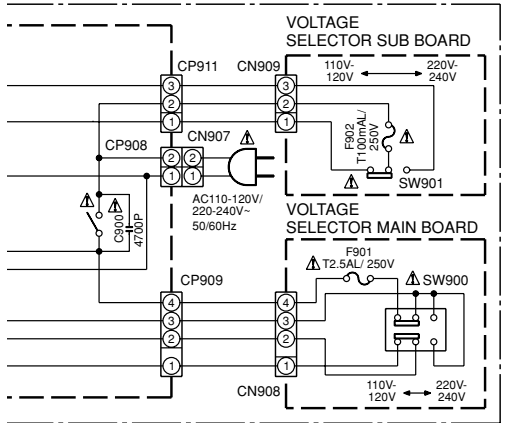 VOLTAGE
SELECTOR SUB BOARD
CP911
CN909
110V-
120V
220V-
240V
3
2
1
3
2
1
F902
T100mAL/
250V
SW901
CP908
CN907
2
1
2
1
AC110-120V/
220-240V~
50/60Hz
C900
4700P
VOLTAGE
SELECTOR MAIN BOARD
F901
T2.5AL/ 250V
SW900
CP909
4
3
2
1
4
3
2
1
CN908
110V-
120V
220V-
240V